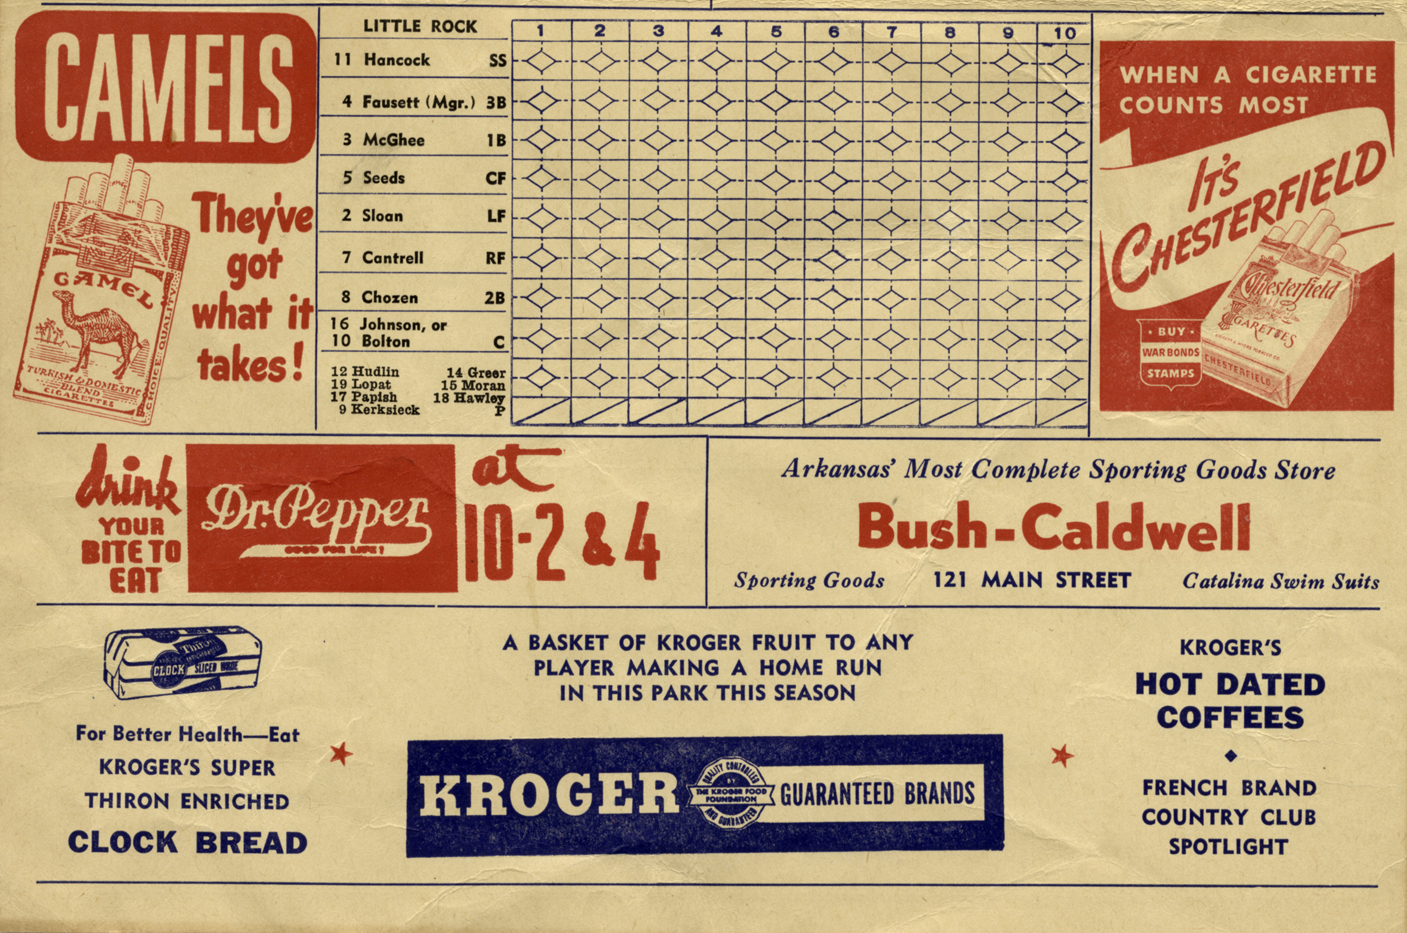 CAMELS
CAMEL
TURKISH & DOMESTIC
BLEND
CIGARETTES
CHOICE QUALITY
They've
got
what it
takes!
LITTLE ROCK
1 2 3 4 5 6 7 8 9 10
11 Hancock SS
4 Fausett (Mgr.) 3B
3 McGhee 1B
5 Seeds CF
2 Sloan LF
7 Cantrell RF
8 Chozen 2B
16 Johnson, or
10 Bolton C
12 Hudlin 14 Greer
19 Lopat 15 Moran
17 Papish 18 Hawley
9 Kerksieck P
WHEN A CIGARETTE
COUNTS MOST
IT'S
CHESTERFIELD
Chesterfield
CIGARETTES
CHESTERFIELD
• BUY •
WAR BONDS
STAMPS
drink
YOUR
BITE TO
EAT
Dr. Pepper
GOOD FOR LIFE!
at
10-2 & 4
Arkansas' Most Complete Sporting Goods Store
Bush-Caldwell
Sporting Goods 121 MAIN STREET Catalina Swim Suits
Thiron
CLOCK SLICED
For Better Health—Eat
KROGER'S SUPER
THIRON ENRICHED
CLOCK BREAD
A BASKET OF KROGER FRUIT TO ANY
PLAYER MAKING A HOME RUN
IN THIS PARK THIS SEASON
KROGER
QUALITY CONTROLLED
BY
THE KROGER FOOD
FOUNDATION
AND GUARANTEED
GUARANTEED BRANDS
KROGER'S
HOT DATED
COFFEES
FRENCH BRAND
COUNTRY CLUB
SPOTLIGHT